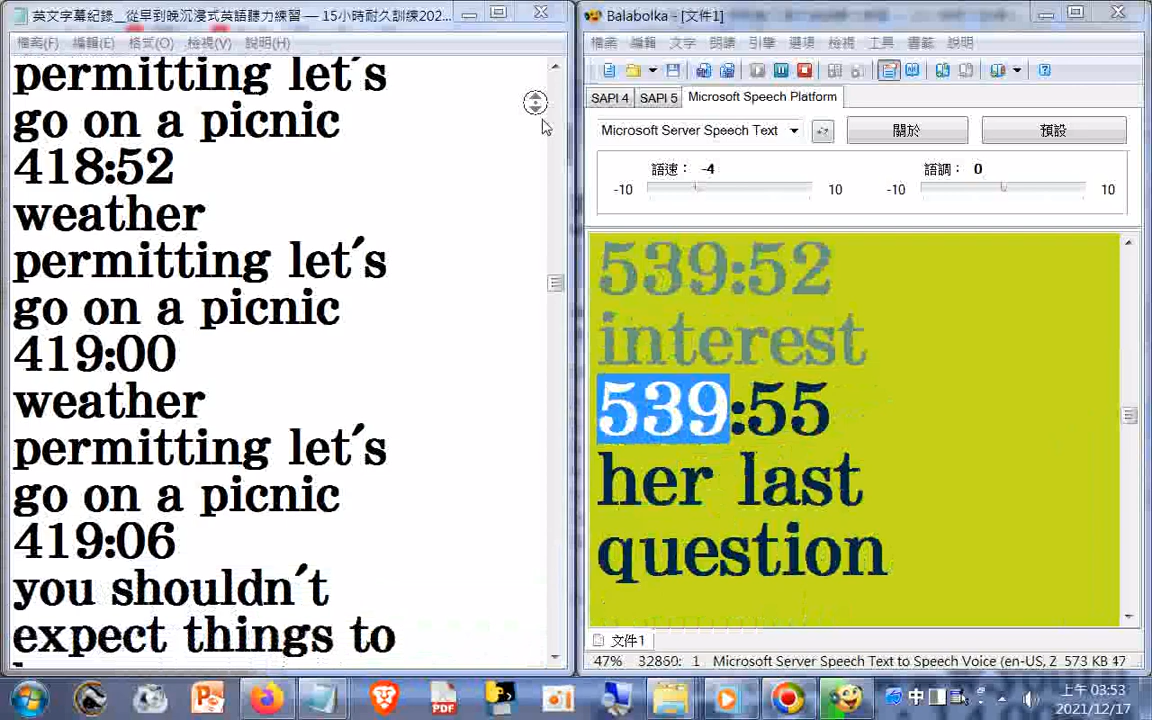 英文字幕紀錄__從早到晚沉浸式英語聽力練習 — 15小時耐久訓練202...
檔案(F) 編輯(E) 格式(O) 檢視(V) 說明(H)
permitting let's
go on a picnic
418:52
weather
permitting let's
go on a picnic
419:00
weather
permitting let's
go on a picnic
419:06
you shouldn't
expect things to
Balabolka - [文件1]
檔案 編輯 文字 朗讀 引擎 選項 檢視 工具 書籤 說明
SAPI 4 SAPI 5 Microsoft Speech Platform
Microsoft Server Speech Text 關於 預設
語速: -4 語調: 0
-10 10 -10 10
539:52
interest
539:55
her last
question
文件1
47% 32860: 1 Microsoft Server Speech Text to Speech Voice (en-US, 2 573 KB 47
中 上午 03:53
2021/12/17